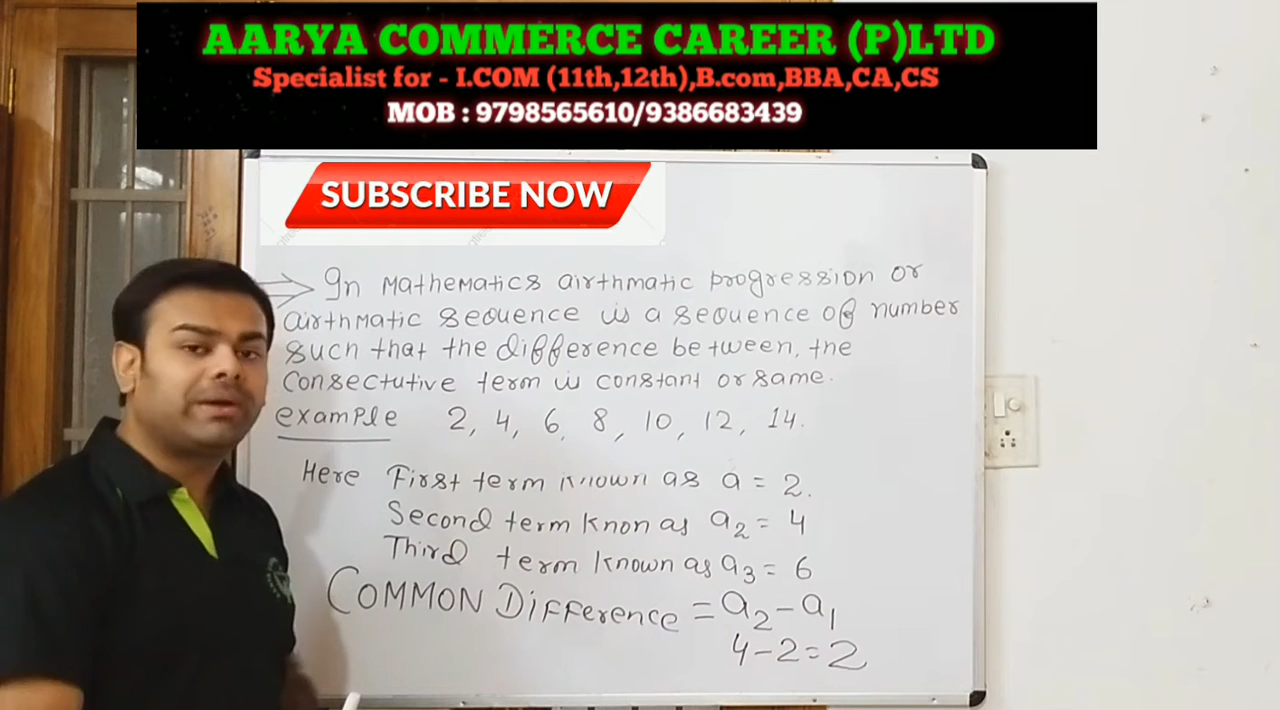 AARYA COMMERCE CAREER (P)LTD
Specialist for - I.COM (11th,12th),B.com,BBA,CA,CS
MOB : 9798565610/9386683439
SUBSCRIBE NOW
In Mathematics airthmatic progression or
airthmatic sequence is a sequence of number
such that the difference between, the
Consectutive term is constant or same.
example 2, 4, 6, 8, 10, 12, 14.
Here First term known as a = 2.
Second term Knon as a₂ = 4
Third term known as a₃ = 6
COMMON Difference = a₂ - a₁
4-2=2